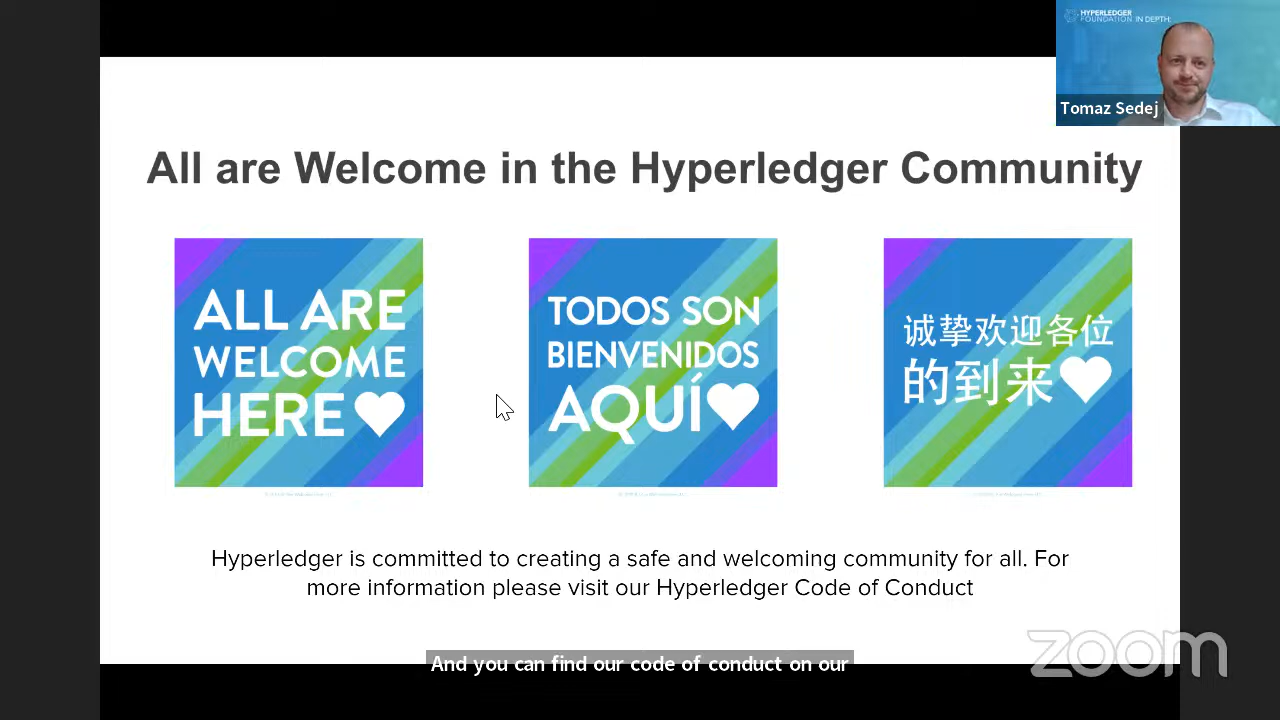 HYPERLEDGER
FOUNDATION IN DEPTH:
Tomaz Sedej
All are Welcome in the Hyperledger Community
ALL ARE
WELCOME
HERE
TODOS SON
BIENVENIDOS
AQUÍ
诚挚欢迎各位
的到来
Hyperledger is committed to creating a safe and welcoming community for all. For
more information please visit our Hyperledger Code of Conduct
zoom
And you can find our code of conduct on our